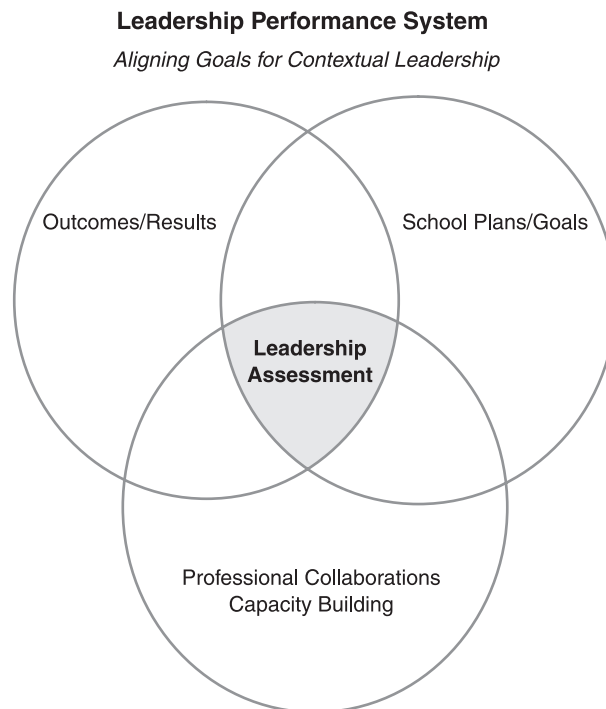 Leadership Performance System
Aligning Goals for Contextual Leadership
Outcomes/Results
School Plans/Goals
Leadership
Assessment
Professional Collaborations
Capacity Building